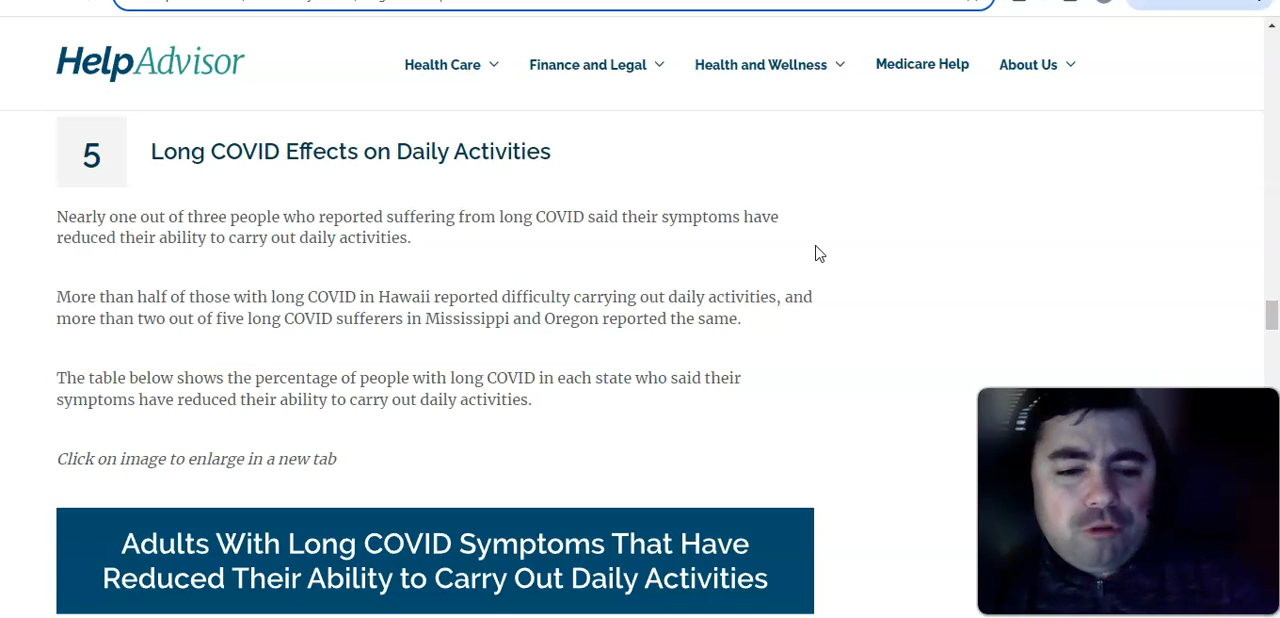 HelpAdvisor
Health Care
Finance and Legal
Health and Wellness
Medicare Help
About Us
5
Long COVID Effects on Daily Activities
Nearly one out of three people who reported suffering from long COVID said their symptoms have
reduced their ability to carry out daily activities.
More than half of those with long COVID in Hawaii reported difficulty carrying out daily activities, and
more than two out of five long COVID sufferers in Mississippi and Oregon reported the same.
The table below shows the percentage of people with long COVID in each state who said their
symptoms have reduced their ability to carry out daily activities.
Click on image to enlarge in a new tab
Adults With Long COVID Symptoms That Have
Reduced Their Ability to Carry Out Daily Activities